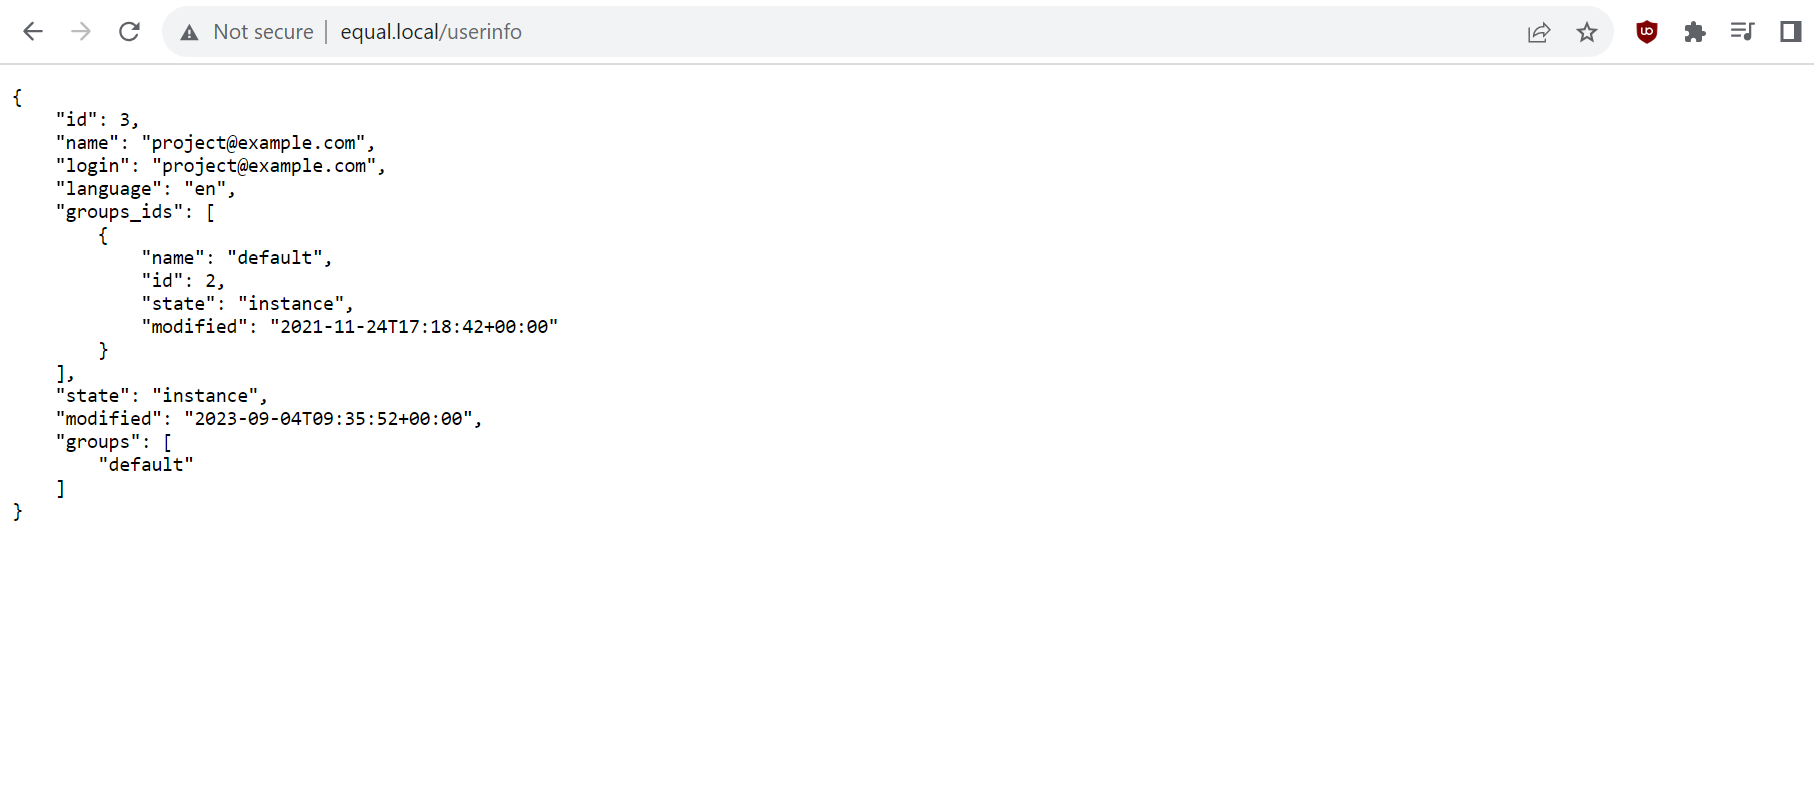 Not secure | equal.local/userinfo
{
    "id": 3,
    "name": "project@example.com",
    "login": "project@example.com",
    "language": "en",
    "groups_ids": [
        {
            "name": "default",
            "id": 2,
            "state": "instance",
            "modified": "2021-11-24T17:18:42+00:00"
        }
    ],
    "state": "instance",
    "modified": "2023-09-04T09:35:52+00:00",
    "groups": [
        "default"
    ]
}